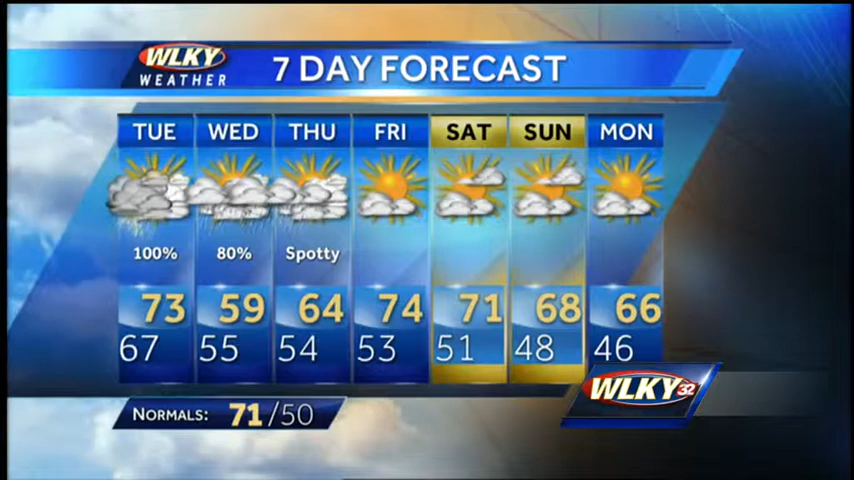 WLKY
WEATHER
7 DAY FORECAST
TUE WED THU FRI SAT SUN MON
100% 80% Spotty
73 59 64 74 71 68 66
67 55 54 53 51 48 46
WLKY 32
NORMALS: 71/50